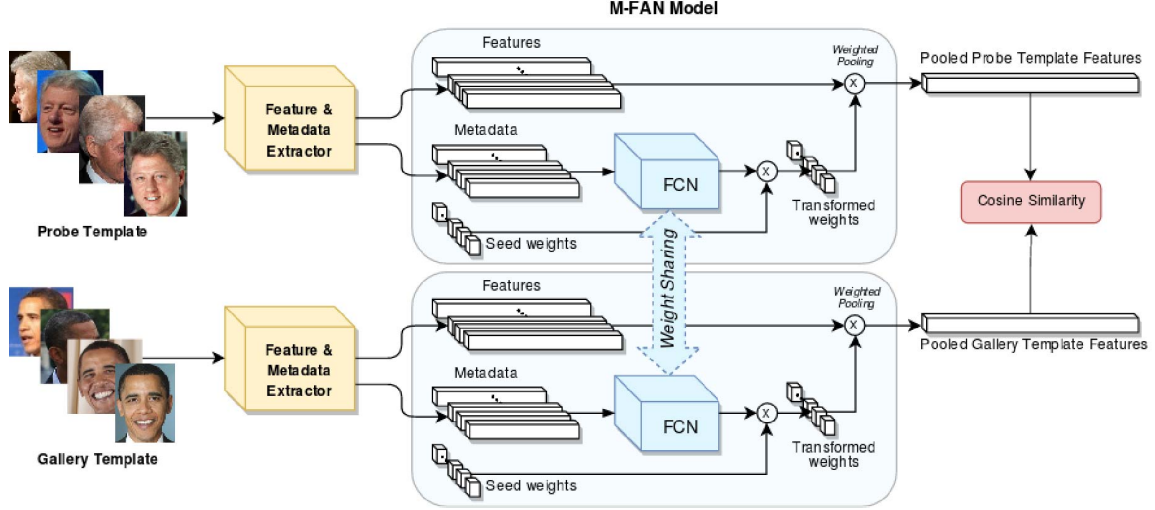 M-FAN Model
Features
Weighted
Pooling
Pooled Probe Template Features
Feature &
Metadata
Extractor
Metadata
FCN
X
X
Transformed
weights
Seed weights
Probe Template
Cosine Similarity
Weight Sharing
Features
Weighted
Pooling
Pooled Gallery Template Features
Feature &
Metadata
Extractor
Metadata
FCN
X
X
Transformed
weights
Seed weights
Gallery Template